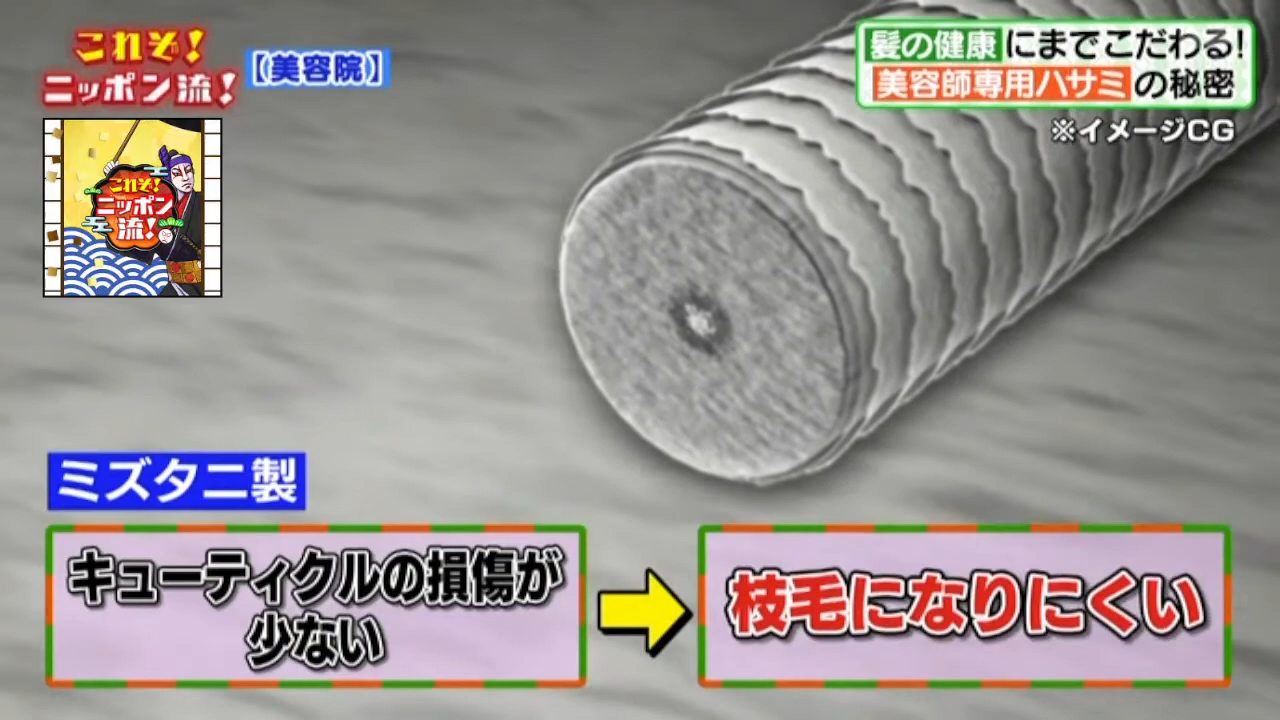 これぞ!
ニッポン流!
【美容院】
髪の健康にまでこだわる!
美容師専用ハサミの秘密
※イメージCG
これぞ!
ニッポン
流!
ミズタニ製
キューティクルの損傷が
少ない
枝毛になりにくい